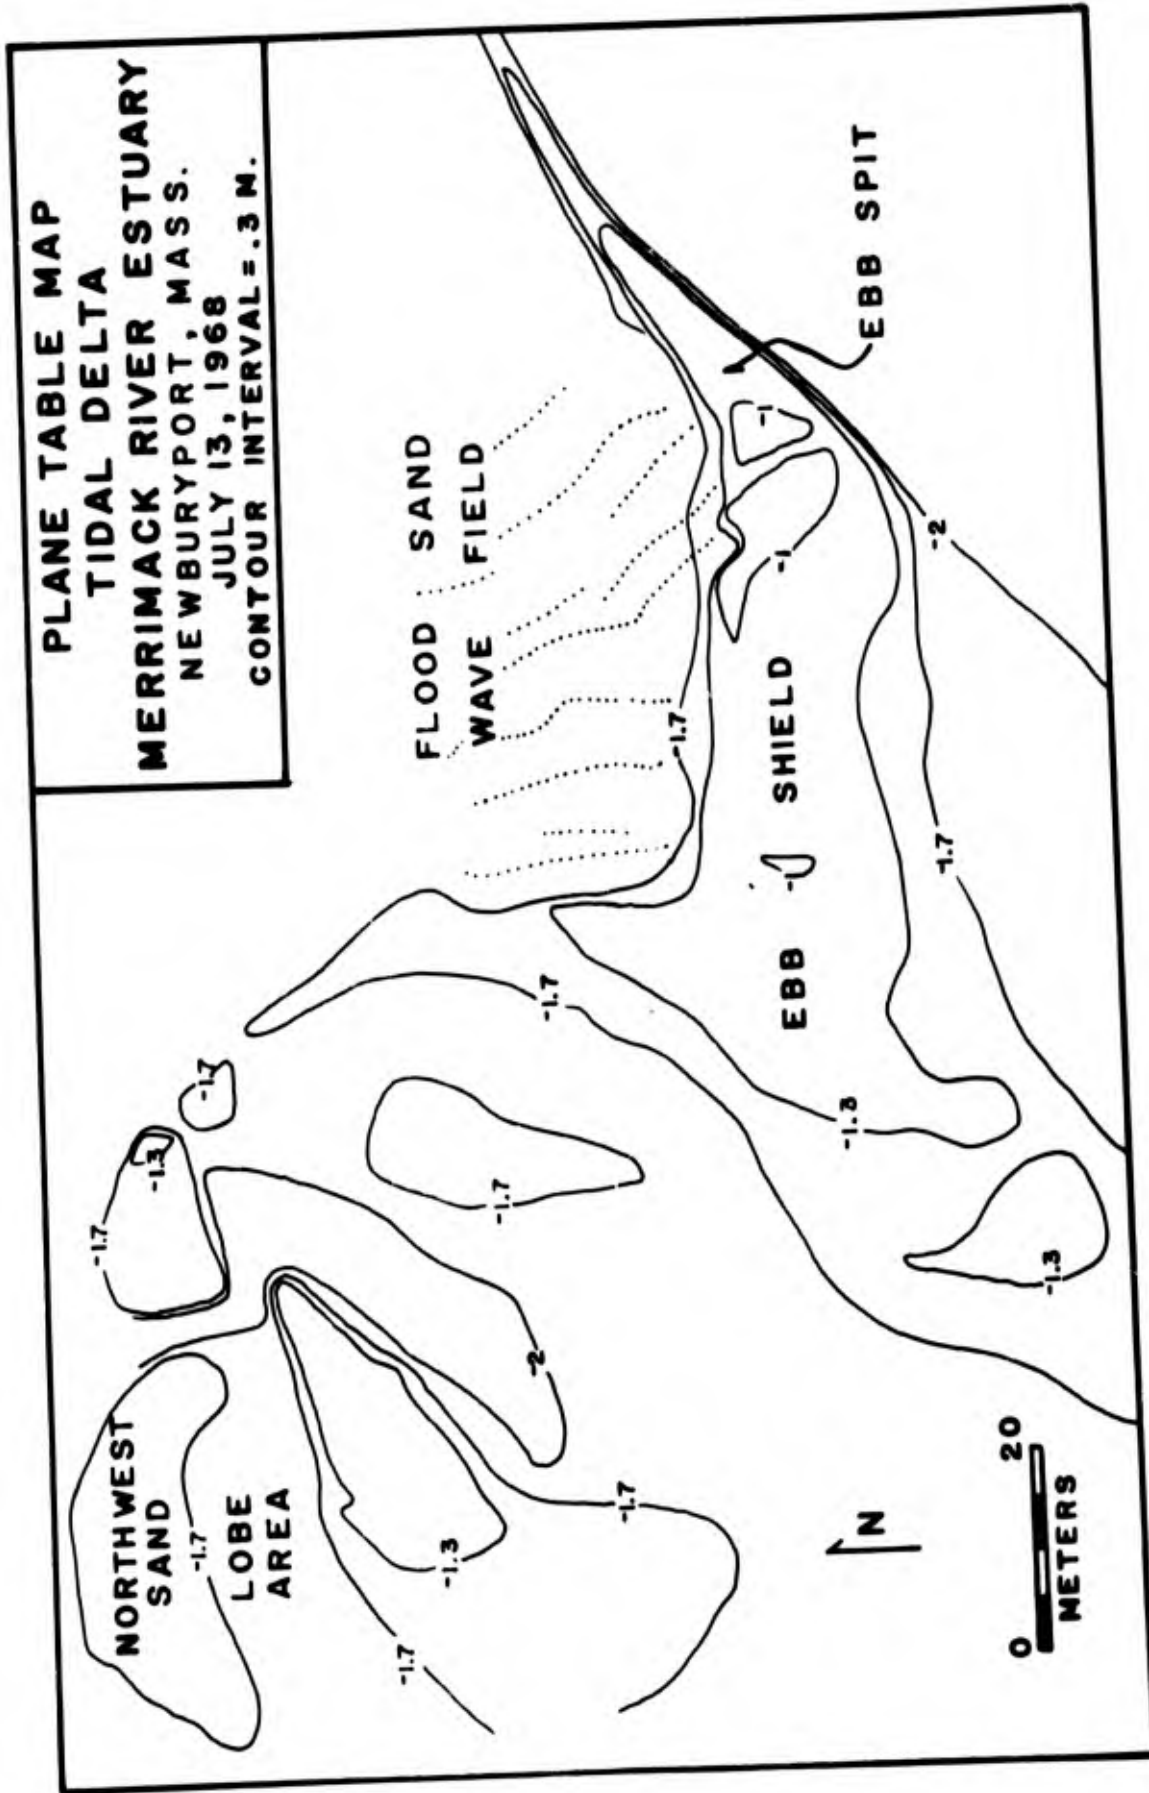 PLANE TABLE MAP
TIDAL DELTA
MERRIMACK RIVER ESTUARY
NEWBURYPORT, MASS.
JULY 13, 1968
CONTOUR INTERVAL=.3 M.
NORTHWEST
SAND
-1.7
LOBE
AREA
-1.7
-1.3
-1.7
-1.3
-1.7
-1.7
-2
-1.7
-1.7
-1.7
FLOOD SAND
WAVE FIELD
-1.7
EBB SHIELD
-1
-1
-1
EBB SPIT
-2
-1.7
-1.3
-1.3
N
0 20
METERS